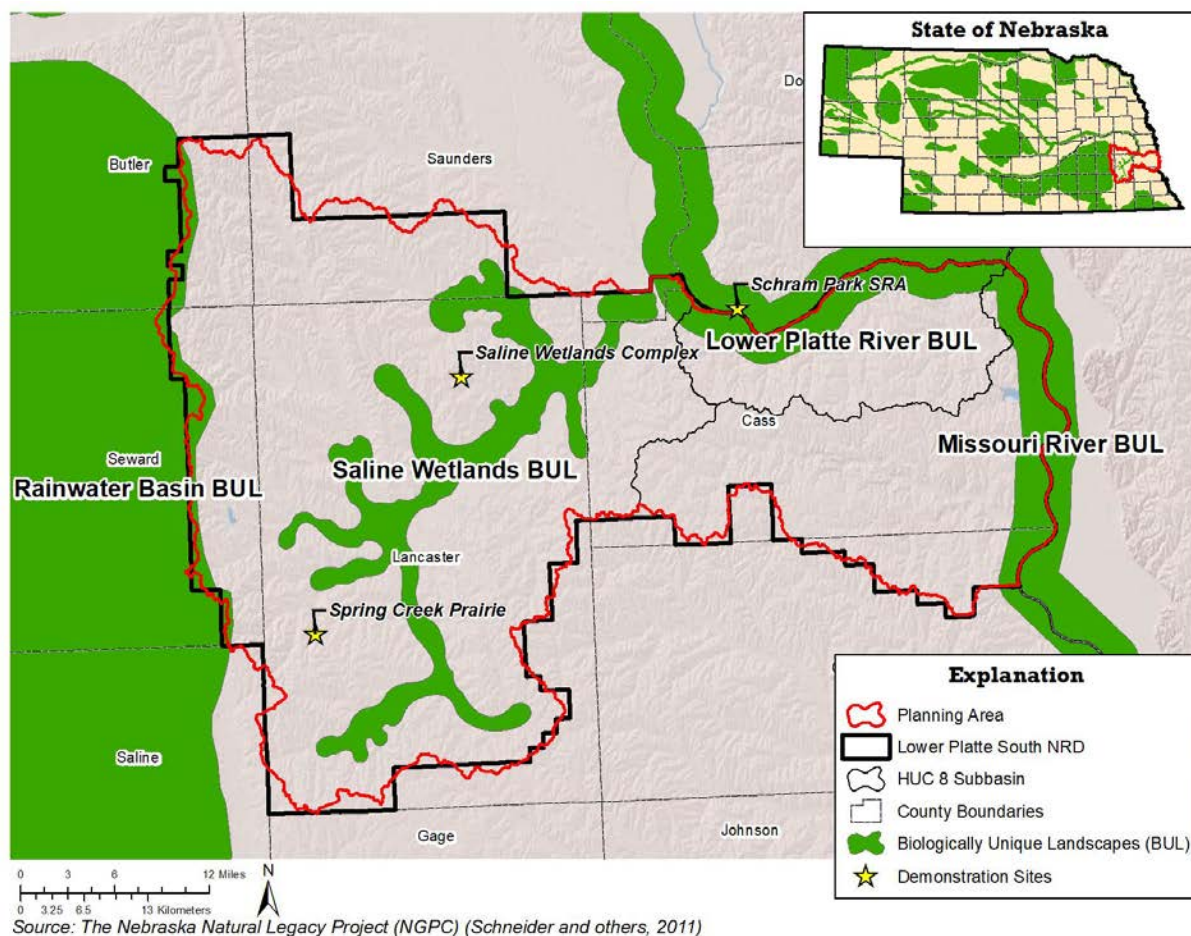 State of Nebraska
Do
Butler
Saunders
Schram Park SRA
Lower Platte River BUL
Saline Wetlands Complex
Cass
Missouri River BUL
Seward
Saline Wetlands BUL
Rainwater Basin BUL
Lancaster
Spring Creek Prairie
Saline
Gage
Johnson
Explanation
Planning Area
Lower Platte South NRD
HUC 8 Subbasin
County Boundaries
Biologically Unique Landscapes (BUL)
Demonstration Sites
0 3 6 12 Miles
0 3.25 6.5 13 Kilometers
N
Source: The Nebraska Natural Legacy Project (NGPC) (Schneider and others, 2011)